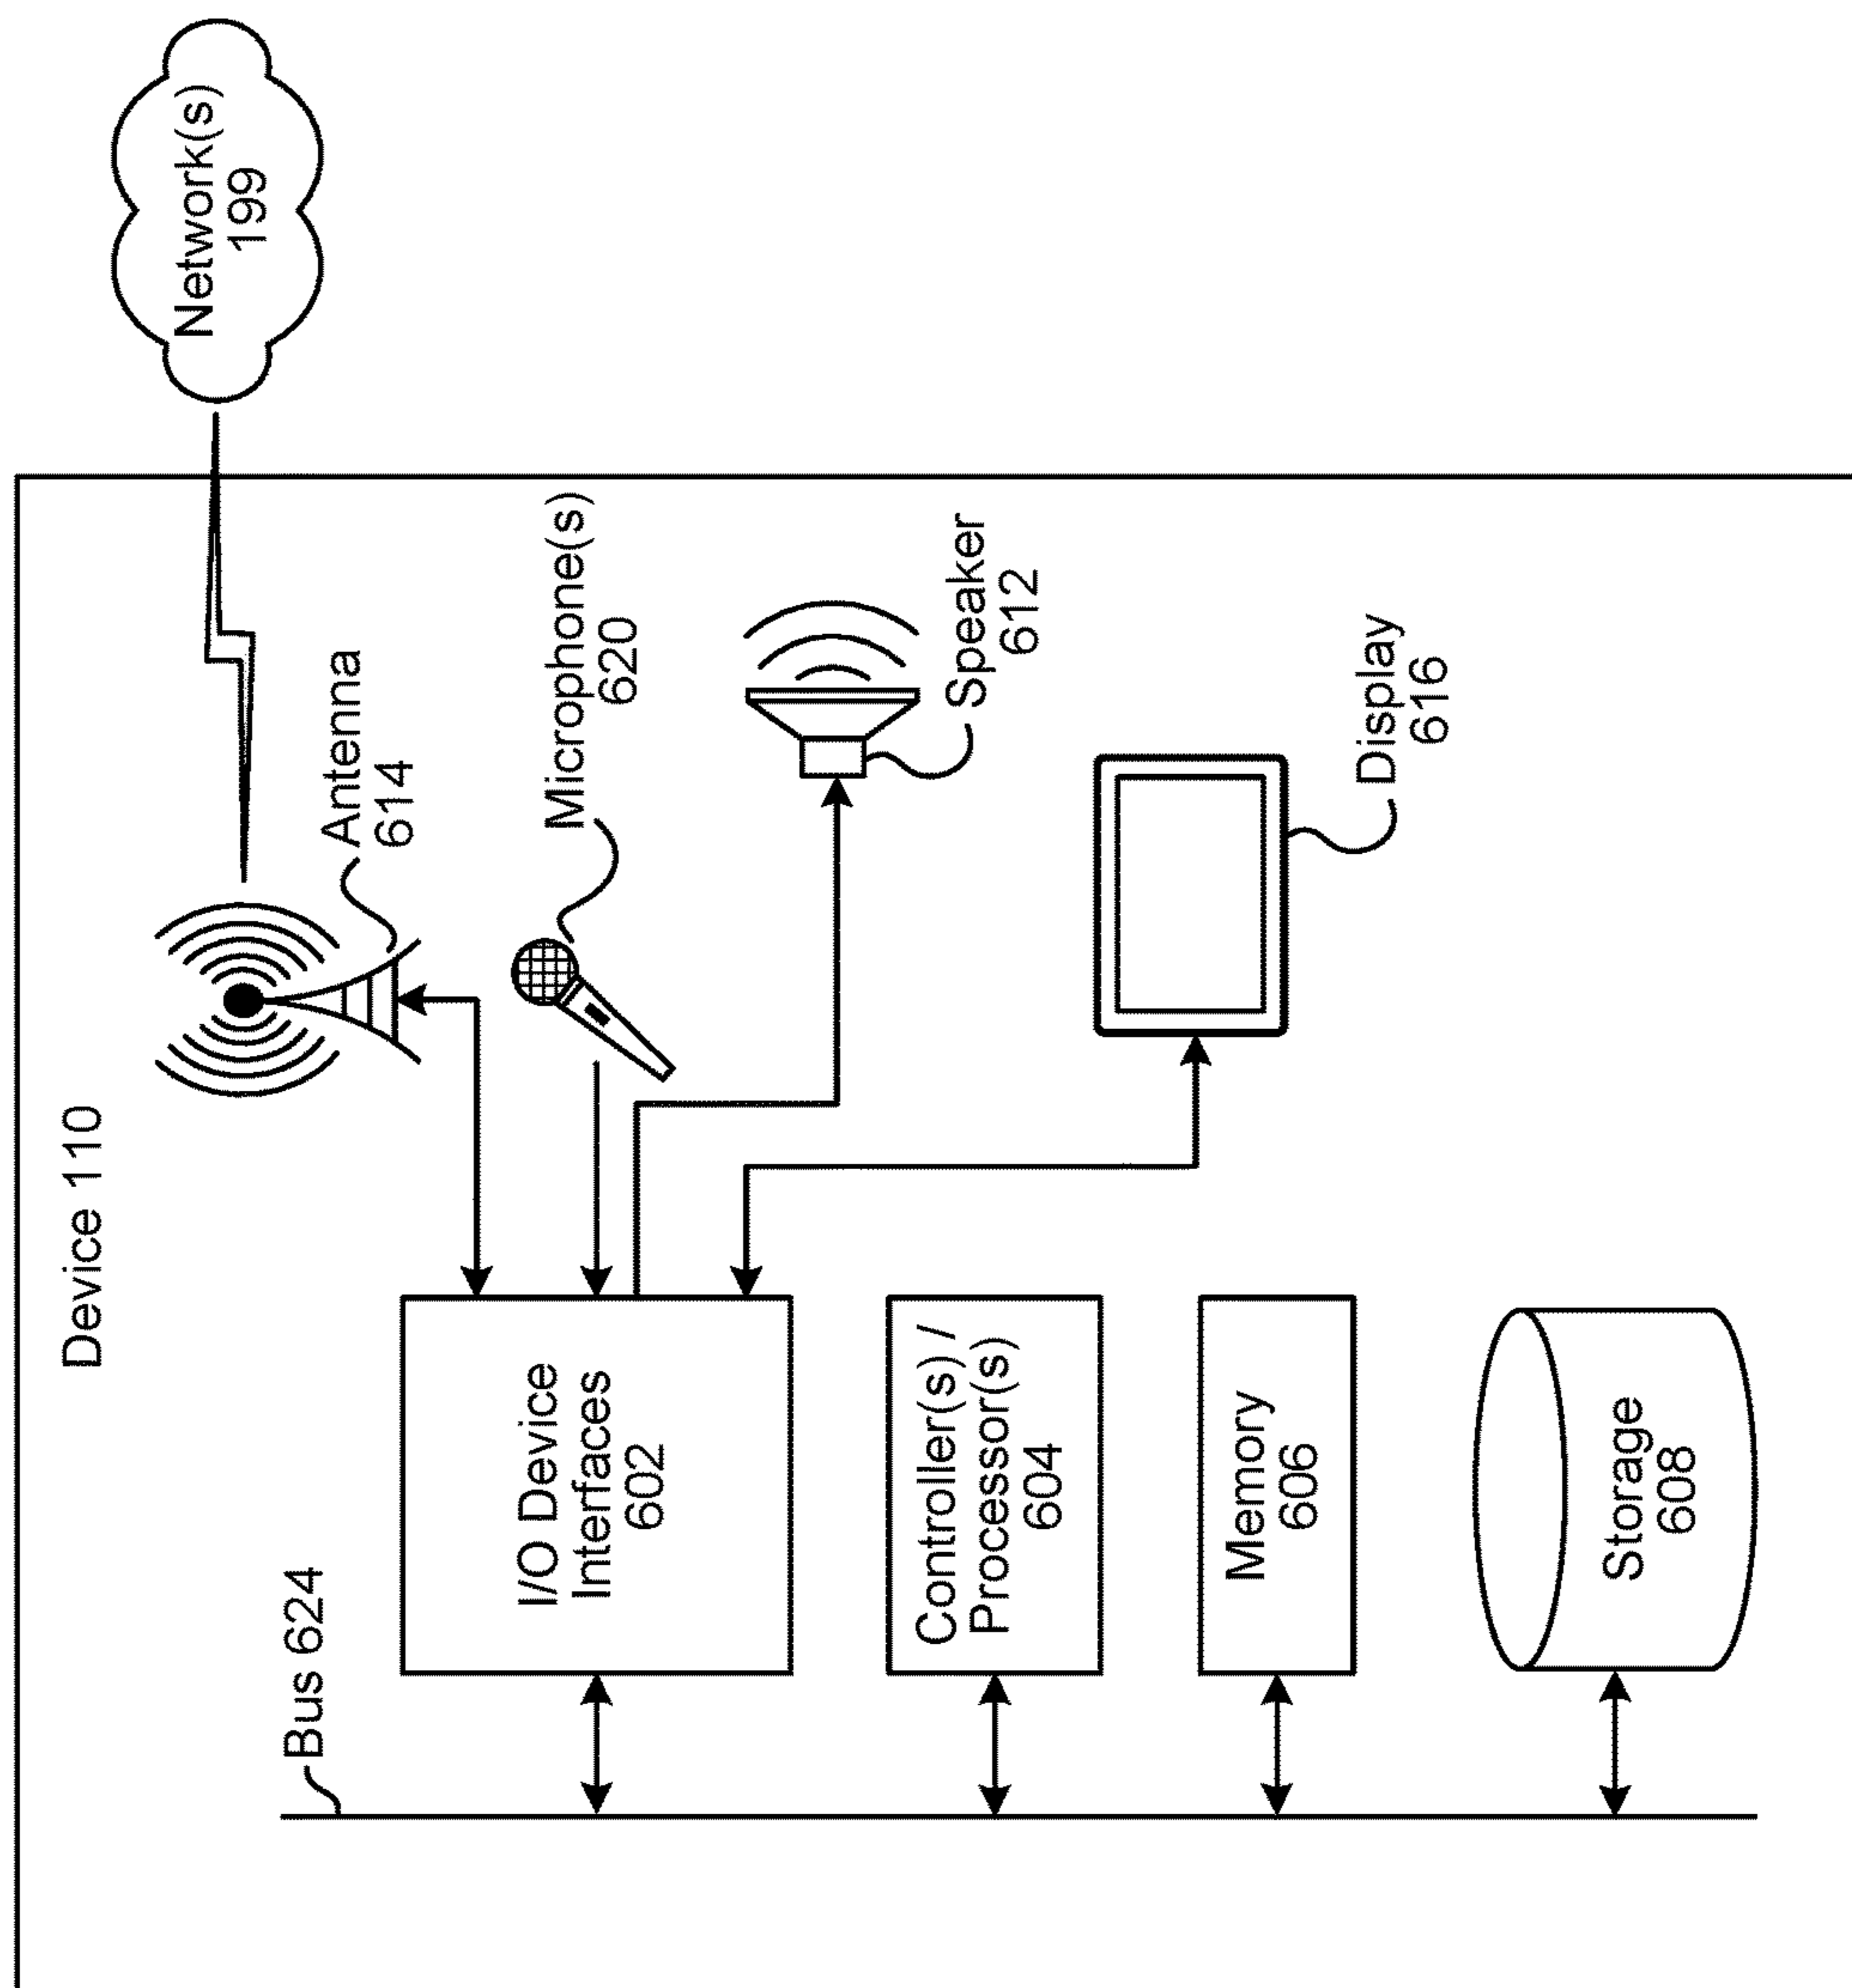 Device 110
Bus 624
I/O Device
Interfaces
602
Controller(s) /
Processor(s)
604
Memory
606
Storage
608
Antenna
614
Microphone(s)
620
Speaker
612
Display
616
Network(s)
199